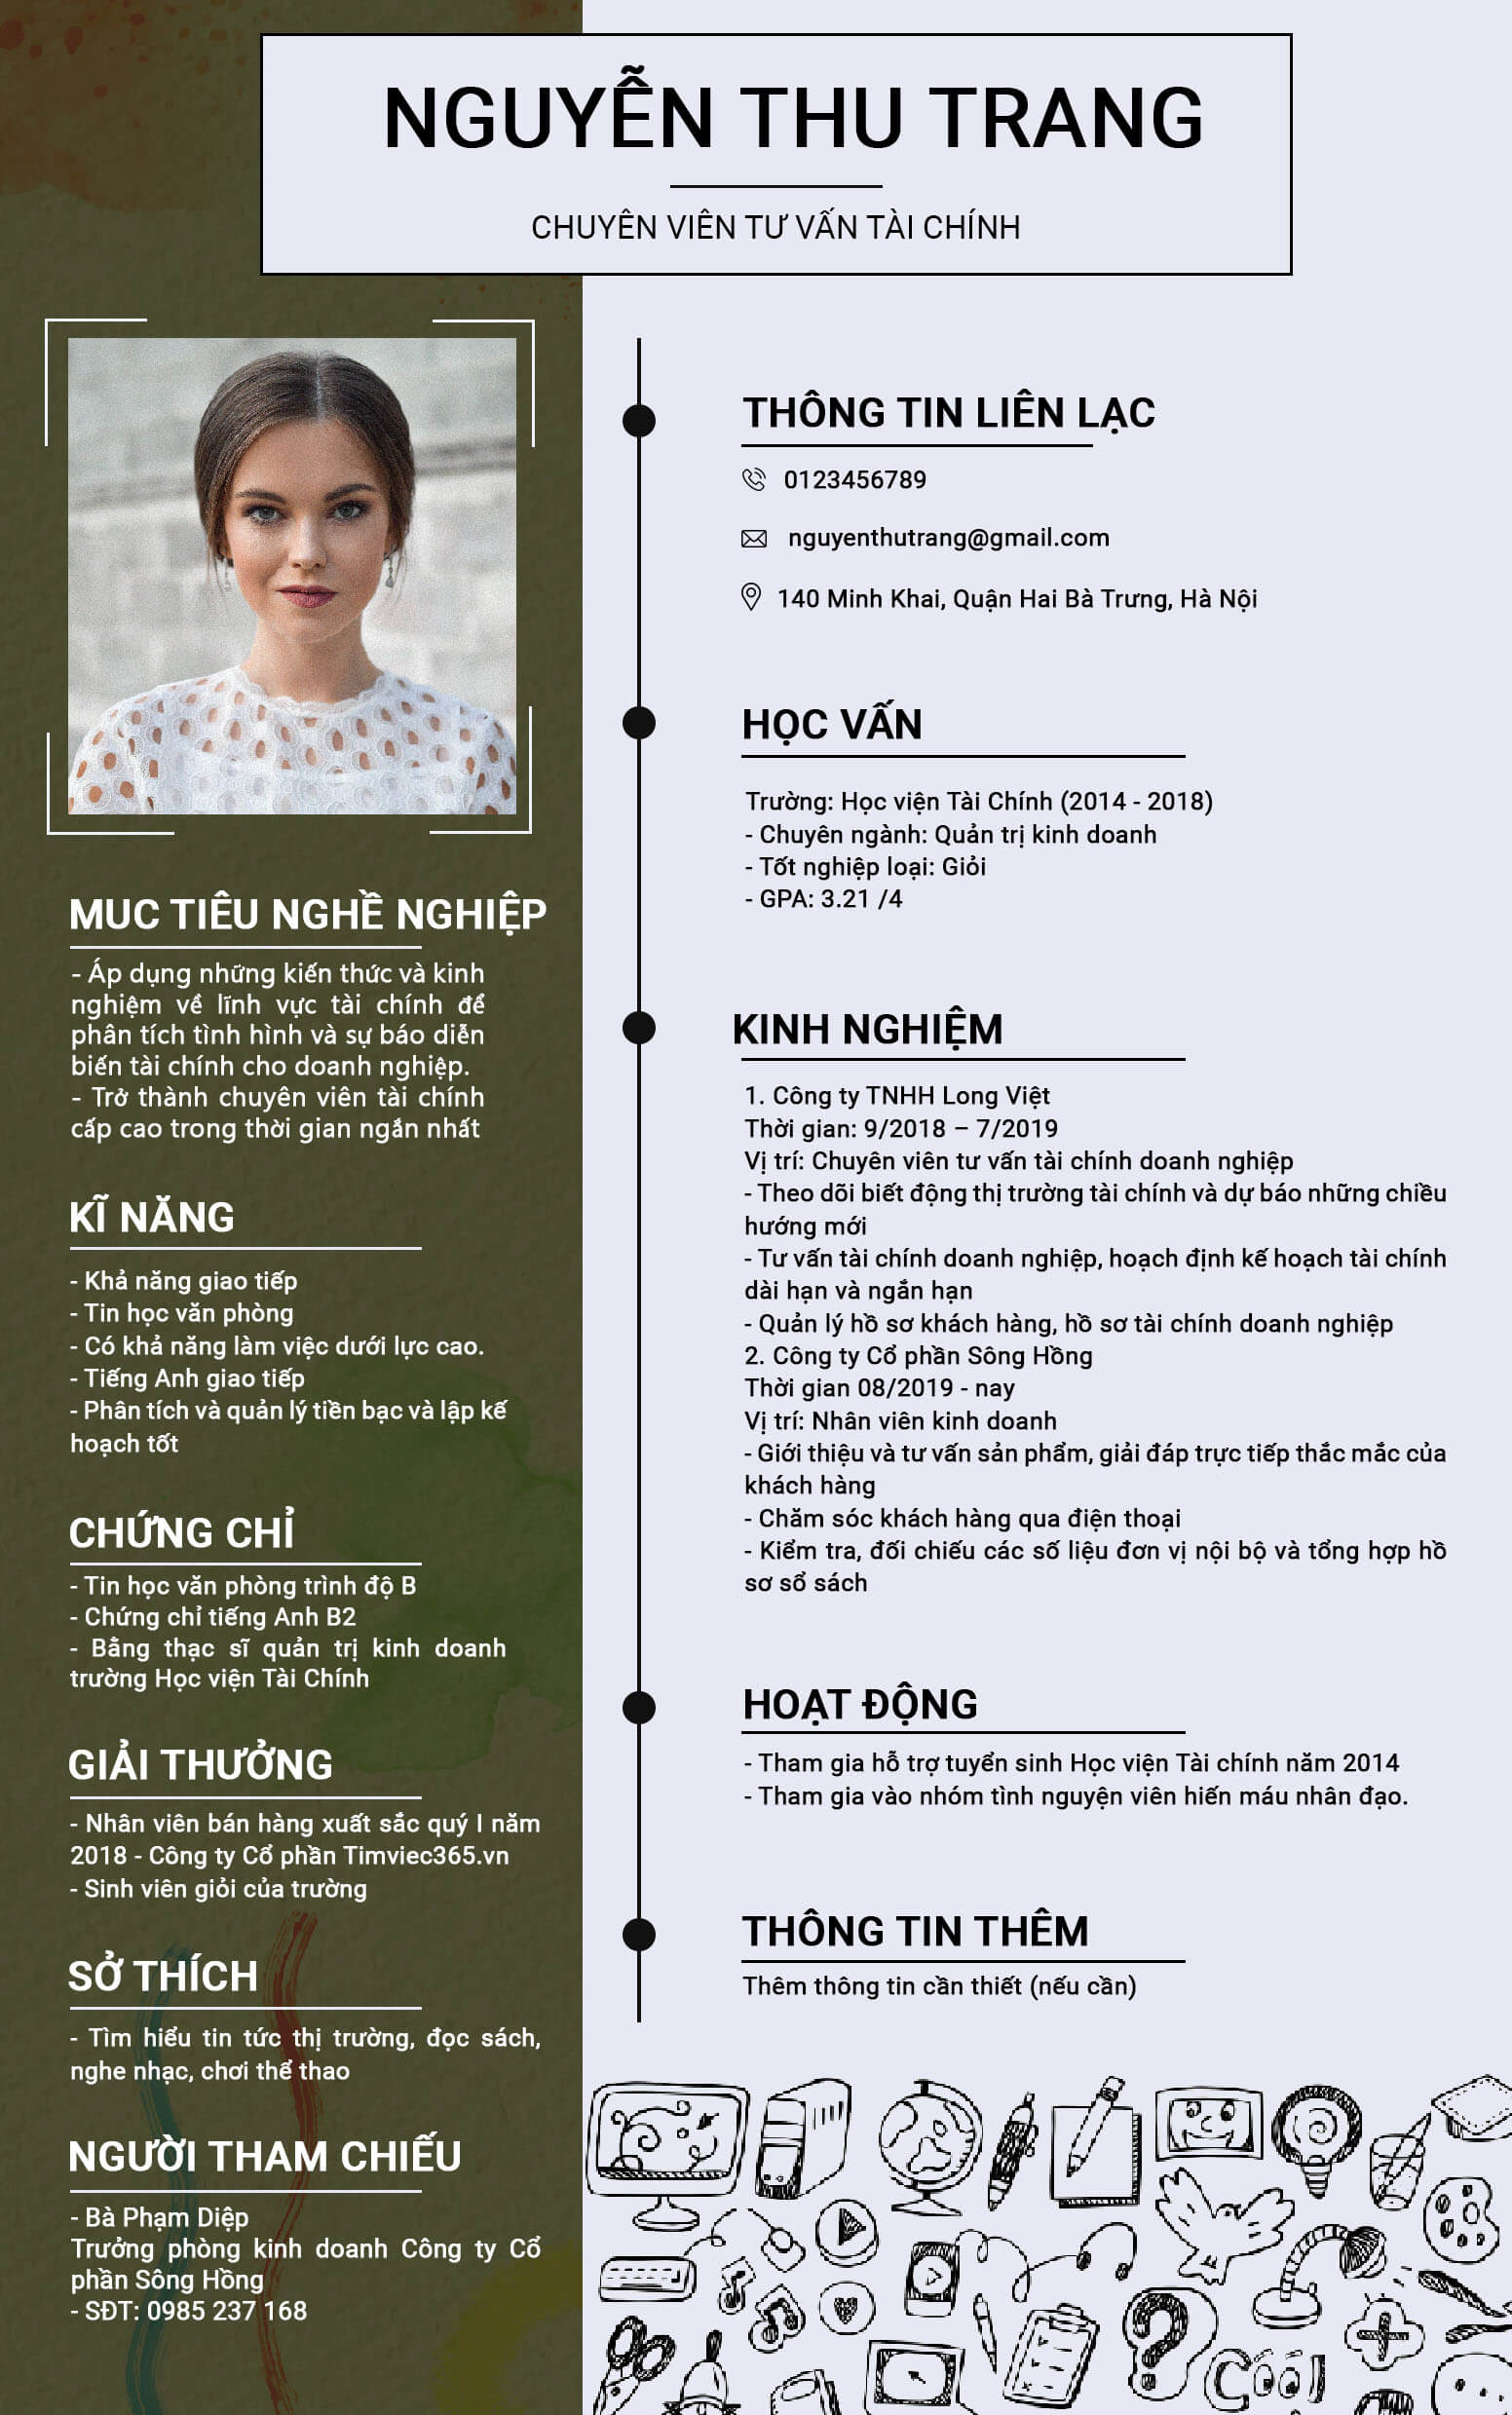 NGUYỄN THU TRANG
CHUYÊN VIÊN TƯ VẤN TÀI CHÍNH
MUC TIÊU NGHỀ NGHIỆP
- Áp dụng những kiến thức và kinh
nghiệm về lĩnh vực tài chính để
phân tích tình hình và sự báo diễn
biến tài chính cho doanh nghiệp.
- Trở thành chuyên viên tài chính
cấp cao trong thời gian ngắn nhất
KĨ NĂNG
- Khả năng giao tiếp
- Tin học văn phòng
- Có khả năng làm việc dưới lực cao.
- Tiếng Anh giao tiếp
- Phân tích và quản lý tiền bạc và lập kế
hoạch tốt
CHỨNG CHỈ
- Tin học văn phòng trình độ B
- Chứng chỉ tiếng Anh B2
- Bằng thạc sĩ quản trị kinh doanh
trường Học viện Tài Chính
GIẢI THƯỞNG
- Nhân viên bán hàng xuất sắc quý I năm
2018 - Công ty Cổ phần Timviec365.vn
- Sinh viên giỏi của trường
SỞ THÍCH
- Tìm hiểu tin tức thị trường, đọc sách,
nghe nhạc, chơi thể thao
NGƯỜI THAM CHIẾU
- Bà Phạm Diệp
Trưởng phòng kinh doanh Công ty Cổ
phần Sông Hồng
- SĐT: 0985 237 168
THÔNG TIN LIÊN LẠC
0123456789
nguyenthutrang@gmail.com
140 Minh Khai, Quận Hai Bà Trưng, Hà Nội
HỌC VẤN
Trường: Học viện Tài Chính (2014 - 2018)
- Chuyên ngành: Quản trị kinh doanh
- Tốt nghiệp loại: Giỏi
- GPA: 3.21 /4
KINH NGHIỆM
1. Công ty TNHH Long Việt
Thời gian: 9/2018 – 7/2019
Vị trí: Chuyên viên tư vấn tài chính doanh nghiệp
- Theo dõi biết động thị trường tài chính và dự báo những chiều
hướng mới
- Tư vấn tài chính doanh nghiệp, hoạch định kế hoạch tài chính
dài hạn và ngắn hạn
- Quản lý hồ sơ khách hàng, hồ sơ tài chính doanh nghiệp
2. Công ty Cổ phần Sông Hồng
Thời gian 08/2019 - nay
Vị trí: Nhân viên kinh doanh
- Giới thiệu và tư vấn sản phẩm, giải đáp trực tiếp thắc mắc của
khách hàng
- Chăm sóc khách hàng qua điện thoại
- Kiểm tra, đối chiếu các số liệu đơn vị nội bộ và tổng hợp hồ
sơ sổ sách
HOẠT ĐỘNG
- Tham gia hỗ trợ tuyển sinh Học viện Tài chính năm 2014
- Tham gia vào nhóm tình nguyện viên hiến máu nhân đạo.
THÔNG TIN THÊM
Thêm thông tin cần thiết (nếu cần)
?
Cool